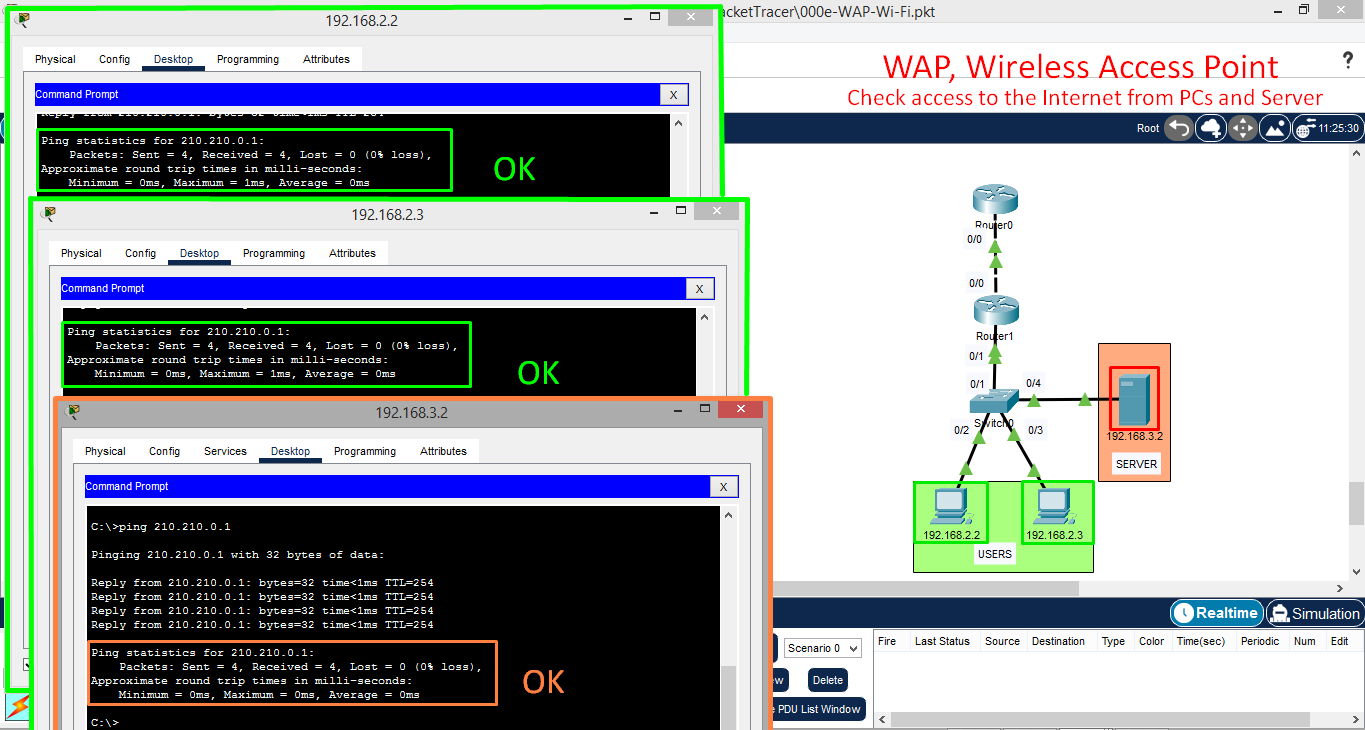 192.168.2.2
acketTracer\000e-WAP-Wi-Fi.pkt
Physical Config Desktop Programming Attributes
Command Prompt
X
Ping statistics for 210.210.0.1:
Packets: Sent = 4, Received = 4, Lost = 0 (0% loss),
Approximate round trip times in milli-seconds:
Minimum = 0ms, Maximum = 1ms, Average = 0ms
OK
192.168.2.3
Physical Config Desktop Programming Attributes
Command Prompt
X
Ping statistics for 210.210.0.1:
Packets: Sent = 4, Received = 4, Lost = 0 (0% loss),
Approximate round trip times in milli-seconds:
Minimum = 0ms, Maximum = 1ms, Average = 0ms
OK
192.168.3.2
Physical Config Services Desktop Programming Attributes
Command Prompt
X
C:\>ping 210.210.0.1
Pinging 210.210.0.1 with 32 bytes of data:
Reply from 210.210.0.1: bytes=32 time<1ms TTL=254
Reply from 210.210.0.1: bytes=32 time<1ms TTL=254
Reply from 210.210.0.1: bytes=32 time<1ms TTL=254
Reply from 210.210.0.1: bytes=32 time<1ms TTL=254
Ping statistics for 210.210.0.1:
Packets: Sent = 4, Received = 4, Lost = 0 (0% loss),
Approximate round trip times in milli-seconds:
Minimum = 0ms, Maximum = 0ms, Average = 0ms
OK
C:\>
WAP, Wireless Access Point
?
Check access to the Internet from PCs and Server
Root
11:25:30
Router0
0/0
0/0
Router1
0/1
0/1
0/4
Switch0
0/2
0/3
192.168.3.2
SERVER
192.168.2.2
192.168.2.3
USERS
Realtime
Simulation
Scenario 0
Fire Last Status Source Destination Type Color Time(sec) Periodic Num Edit
ew
Delete
e PDU List Window